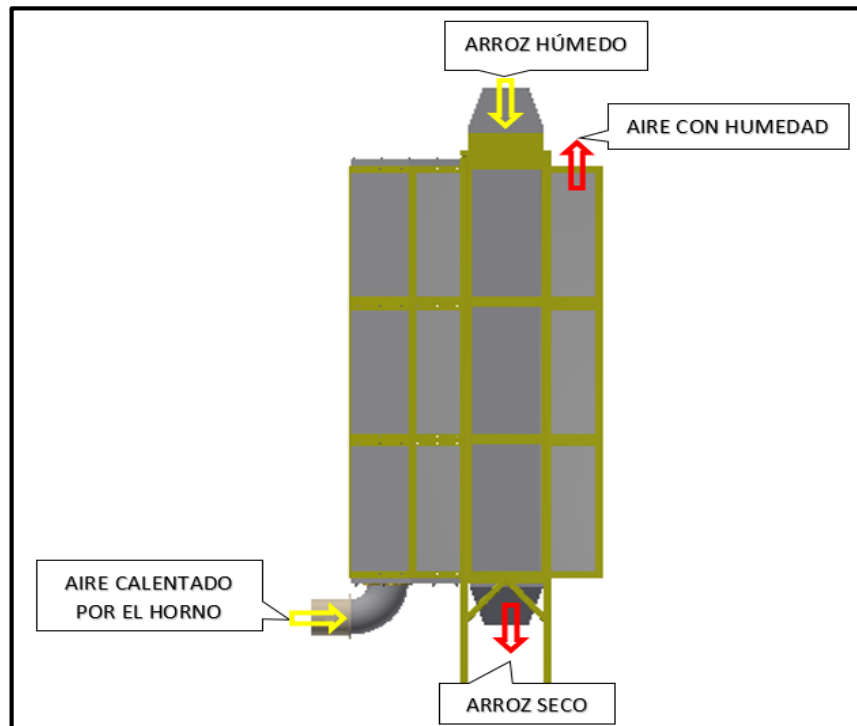 ARROZ HÚMEDO
AIRE CON HUMEDAD
AIRE CALENTADO
POR EL HORNO
ARROZ SECO